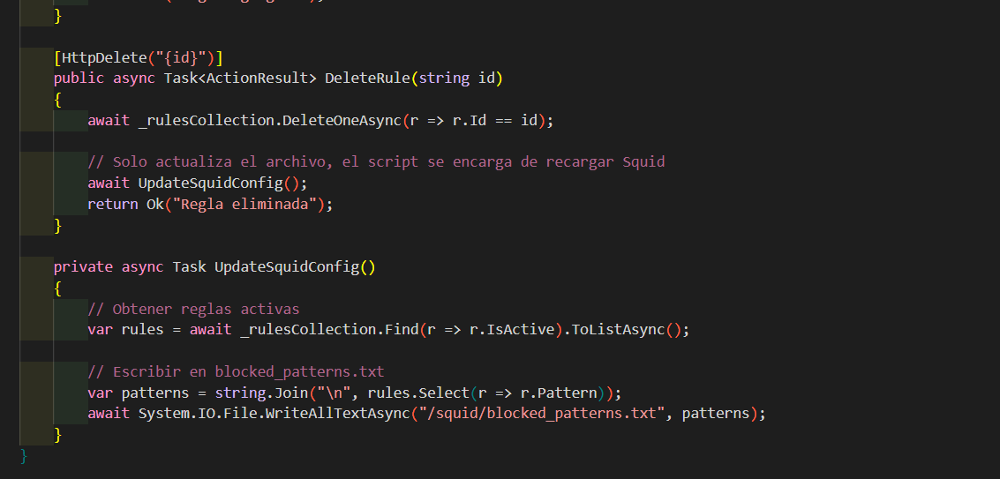 }
[HttpDelete("{id}")]
public async Task<ActionResult> DeleteRule(string id)
{
await _rulesCollection.DeleteOneAsync(r => r.Id == id);
// Solo actualiza el archivo, el script se encarga de recargar Squid
await UpdateSquidConfig();
return Ok("Regla eliminada");
}
private async Task UpdateSquidConfig()
{
// Obtener reglas activas
var rules = await _rulesCollection.Find(r => r.IsActive).ToListAsync();
// Escribir en blocked_patterns.txt
var patterns = string.Join("\n", rules.Select(r => r.Pattern));
await System.IO.File.WriteAllTextAsync("/squid/blocked_patterns.txt", patterns);
}
}